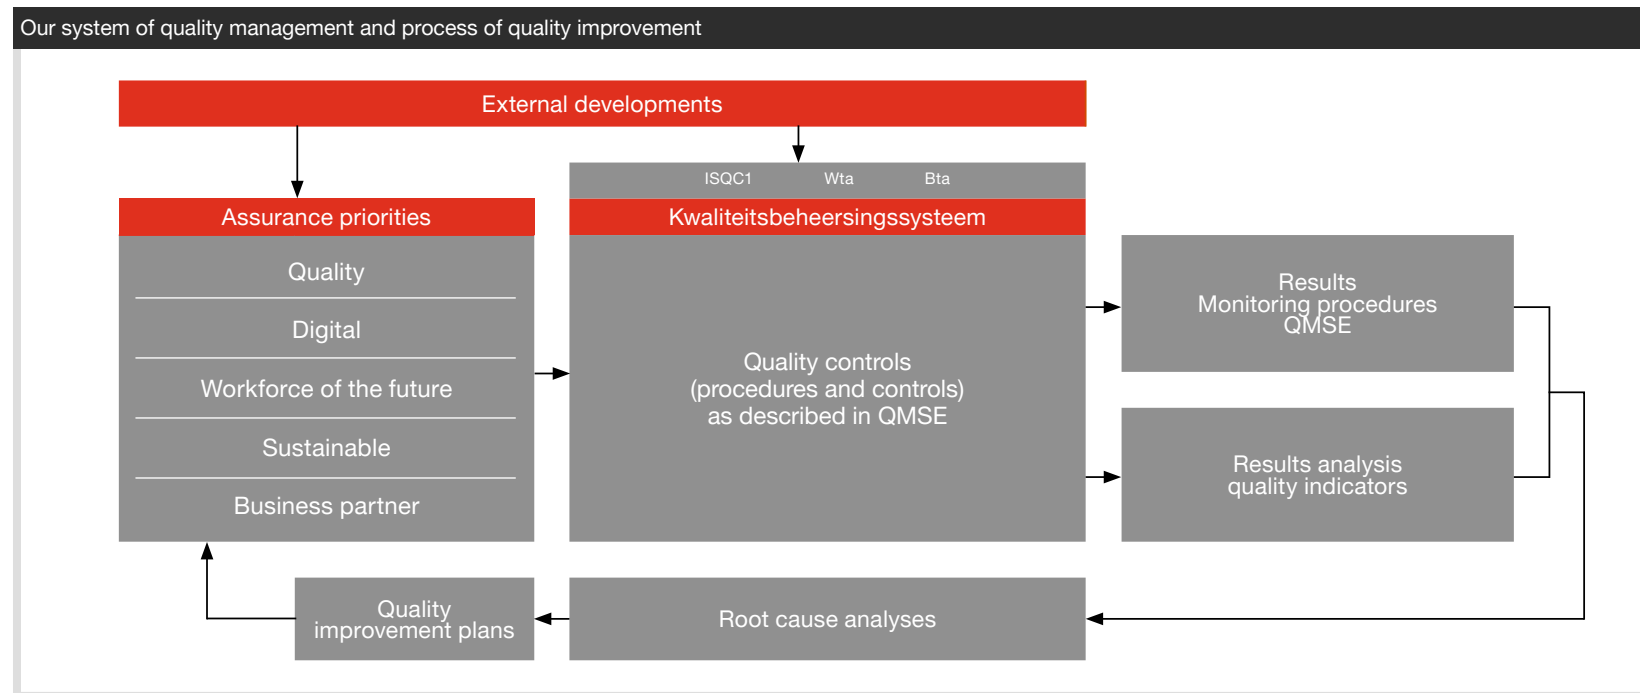 Our system of quality management and process of quality improvement
External developments
ISQC1 Wta Bta
Assurance priorities
Kwaliteitsbeheersingssysteem
Quality
Digital
Workforce of the future
Sustainable
Business partner
Quality controls
(procedures and controls)
as described in QMSE
Results
Monitoring procedures
QMSE
Results analysis
quality indicators
Quality
improvement plans
Root cause analyses